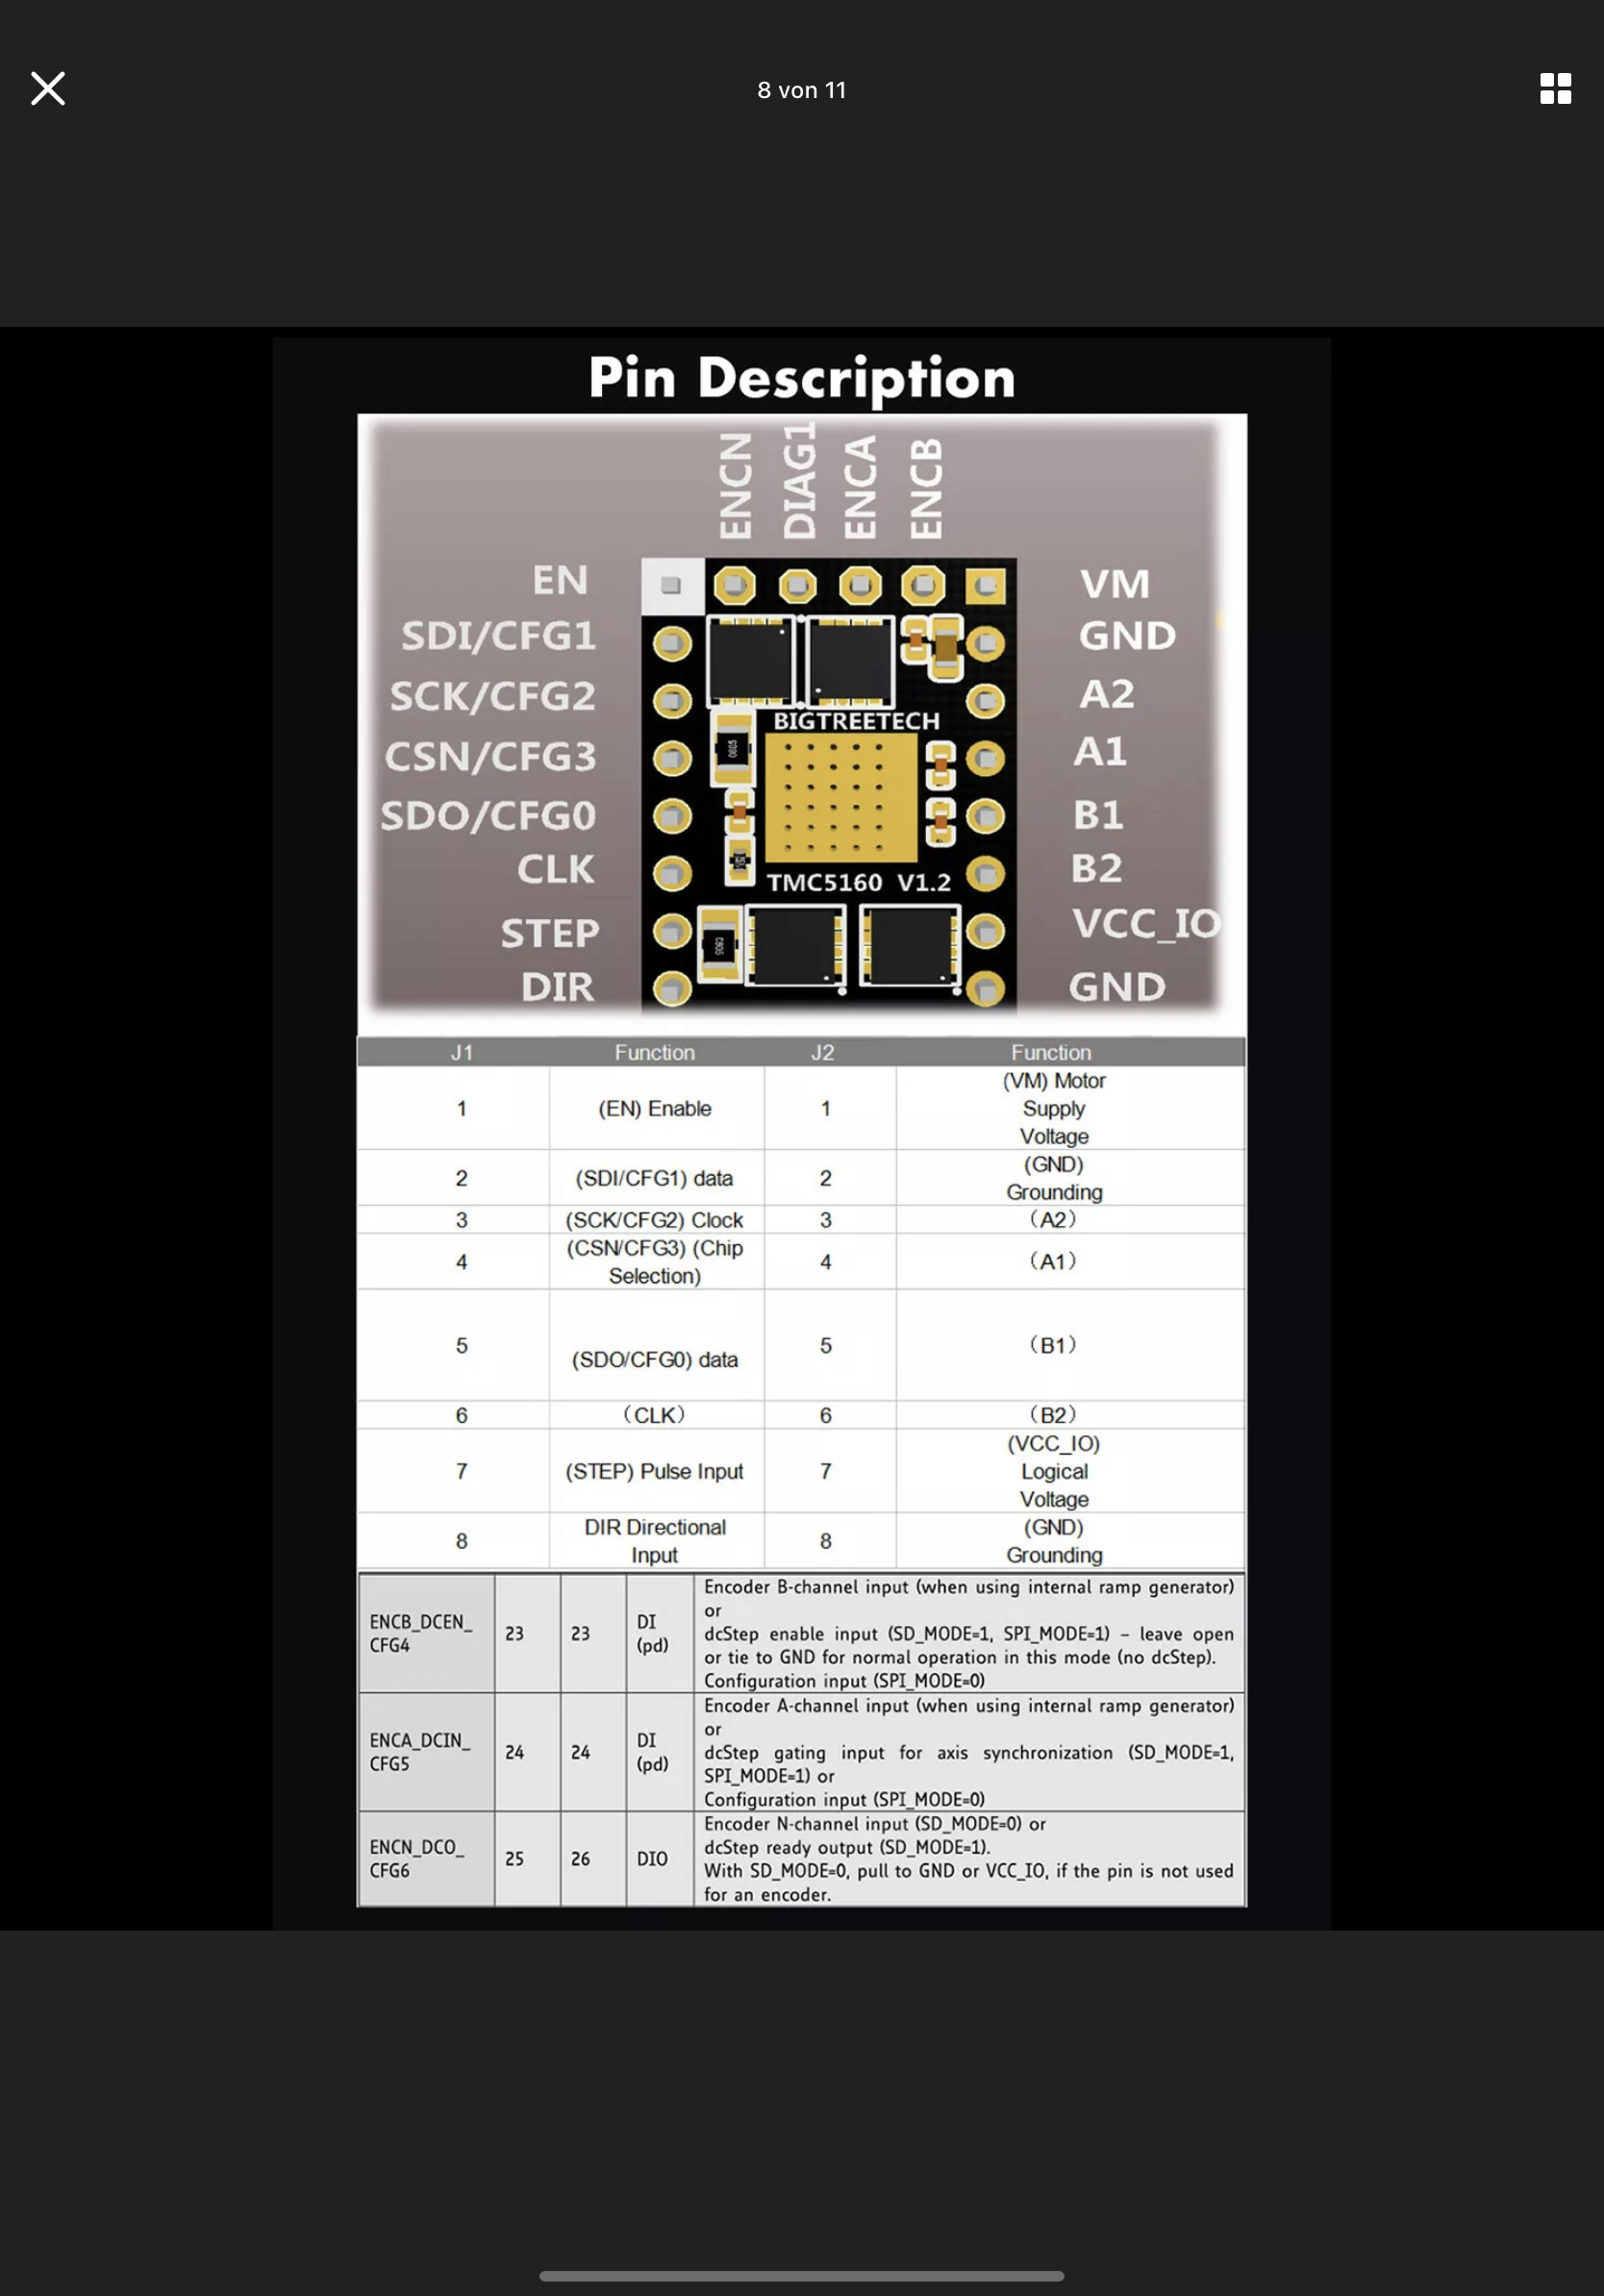 8 von 11
Pin Description
ENCN
DIAG1
ENCA
ENCB
EN
VM
SDI/CFG1
GND
SCK/CFG2
A2
BIGTREETECH
CSN/CFG3
A1
SDO/CFG0
B1
CLK
B2
TMC5160 V1.2
STEP
VCC_IO
DIR
GND
J1 Function J2 Function
1 (EN) Enable 1 (VM) Motor
Supply
Voltage
2 (SDI/CFG1) data 2 (GND)
Grounding
3 (SCK/CFG2) Clock 3 (A2)
4 (CSN/CFG3) (Chip
Selection) 4 (A1)
5 (SDO/CFG0) data 5 (B1)
6 (CLK) 6 (B2)
7 (STEP) Pulse Input 7 (VCC_IO)
Logical
Voltage
8 DIR Directional
Input 8 (GND)
Grounding
ENCB_DCEN_
CFG4
23 23 DI
(pd)
Encoder B-channel input (when using internal ramp generator)
or
dcStep enable input (SD_MODE=1, SPI_MODE=1) – leave open
or tie to GND for normal operation in this mode (no dcStep).
Configuration input (SPI_MODE=0)
ENCA_DCIN_
CFG5
24 24 DI
(pd)
Encoder A-channel input (when using internal ramp generator)
or
dcStep gating input for axis synchronization (SD_MODE=1,
SPI_MODE=1) or
Configuration input (SPI_MODE=0)
ENCN_DCO_
CFG6
25 26 DIO
Encoder N-channel input (SD_MODE=0) or
dcStep ready output (SD_MODE=1).
With SD_MODE=0, pull to GND or VCC_IO, if the pin is not used
for an encoder.